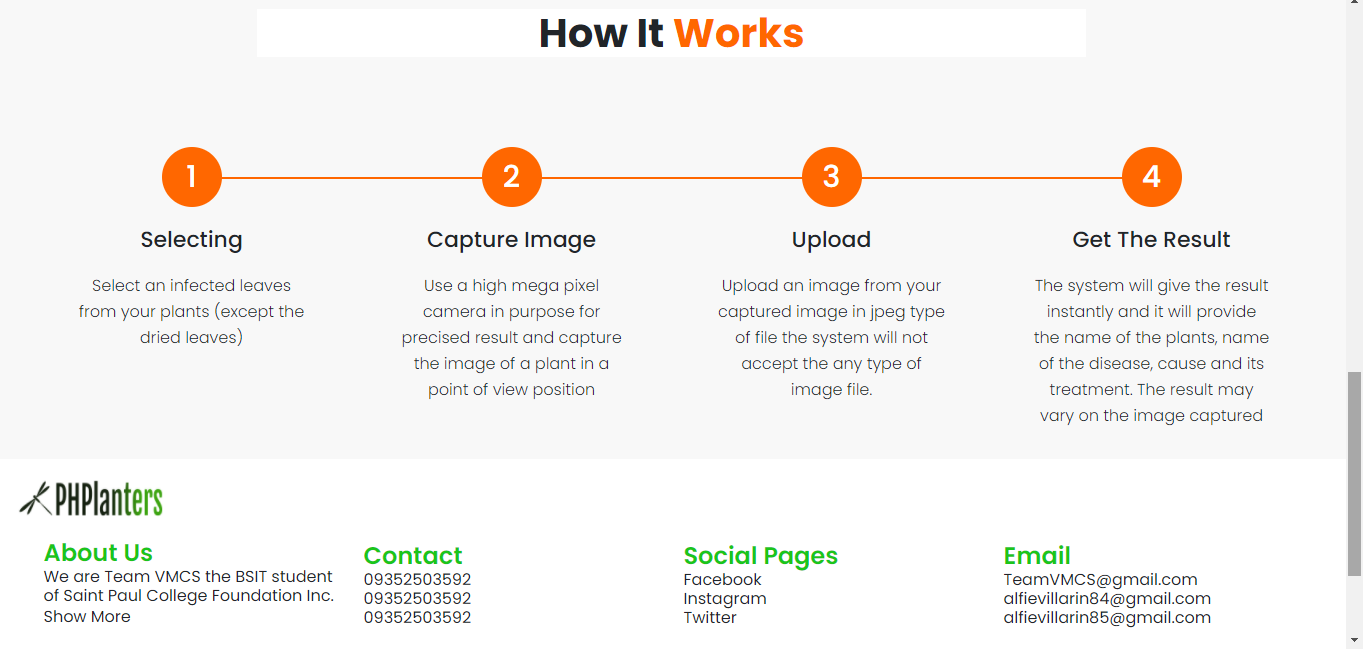 How It Works
1
2
3
4
Selecting
Select an infected leaves
from your plants (except the
dried leaves)
Capture Image
Use a high mega pixel
camera in purpose for
precised result and capture
the image of a plant in a
point of view position
Upload
Upload an image from your
captured image in jpeg type
of file the system will not
accept the any type of
image file.
Get The Result
The system will give the result
instantly and it will provide
the name of the plants, name
of the disease, cause and its
treatment. The result may
vary on the image captured
PHPlanters
About Us
We are Team VMCS the BSIT student
of Saint Paul College Foundation Inc.
Show More
Contact
09352503592
09352503592
09352503592
Social Pages
Facebook
Instagram
Twitter
Email
TeamVMCS@gmail.com
alfievillarin84@gmail.com
alfievillarin85@gmail.com